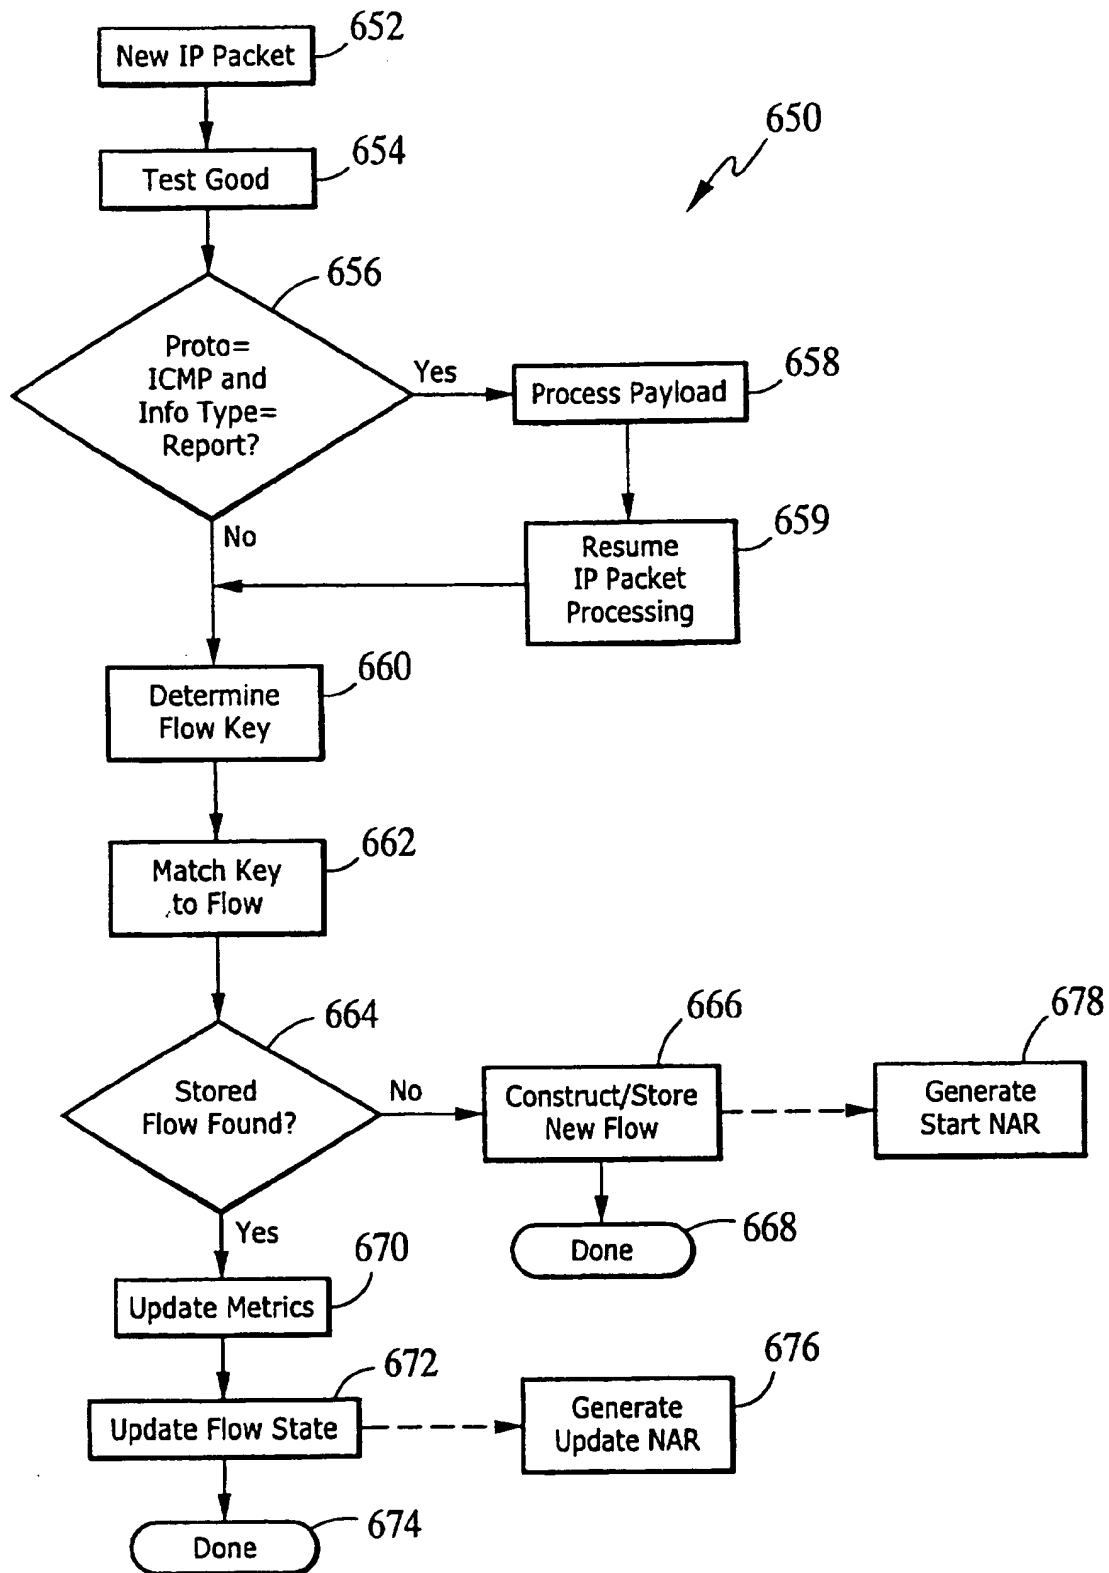 652
New IP Packet
650
654
Test Good
656
Proto=
ICMP and
Info Type=
Report?
Yes
658
Process Payload
No
659
Resume
IP Packet
Processing
660
Determine
Flow Key
662
Match Key
to Flow
664
Stored
Flow Found?
No
666
Construct/Store
New Flow
678
Generate
Start NAR
Yes
668
Done
670
Update Metrics
672
Update Flow State
676
Generate
Update NAR
674
Done